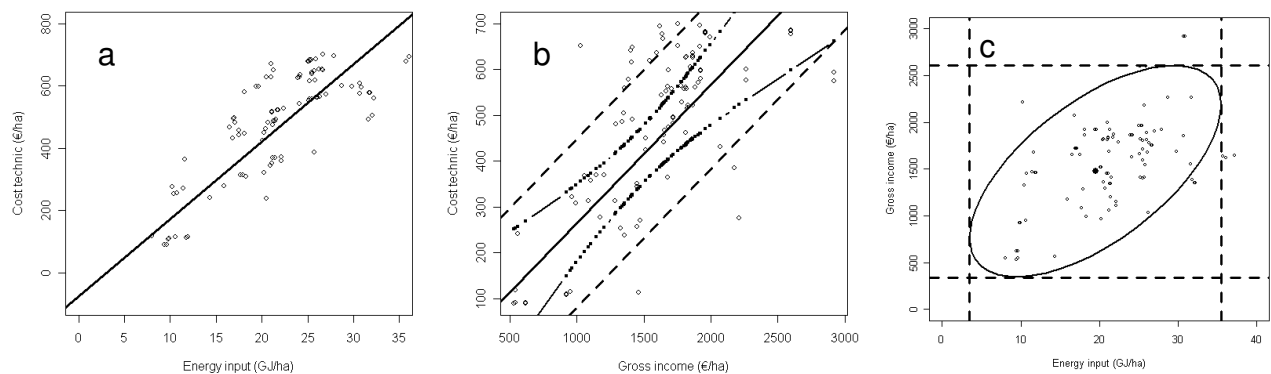 a
Cost technic (€/ha)
0 200 400 600 800
0 5 10 15 20 25 30 35
Energy input (GJ/ha)
b
Cost technic (€/ha)
100 200 300 400 500 600 700
500 1000 1500 2000 2500 3000
Gross income (€/ha)
c
Gross income (€/ha)
0 500 1000 1500 2000 2500 3000
0 10 20 30 40
Energy input (GJ/ha)